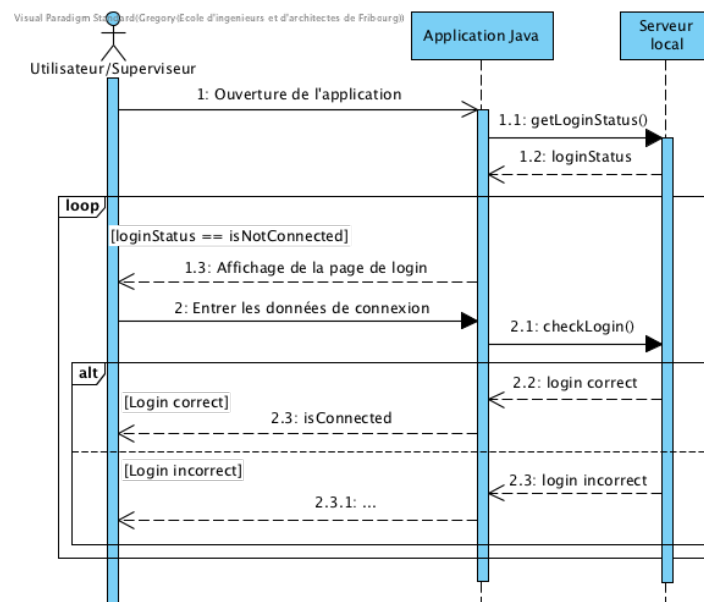 Visual Paradigm Standard(Gregory(Ecole d'ingenieurs et d'architectes de Fribourg))
Utilisateur/Superviseur
Application Java
Serveur
local
1: Ouverture de l'application
1.1: getLoginStatus()
1.2: loginStatus
loop
[loginStatus == isNotConnected]
1.3: Affichage de la page de login
2: Entrer les données de connexion
2.1: checkLogin()
alt
2.2: login correct
[Login correct]
2.3: isConnected
[Login incorrect]
2.3: login incorrect
2.3.1: ...